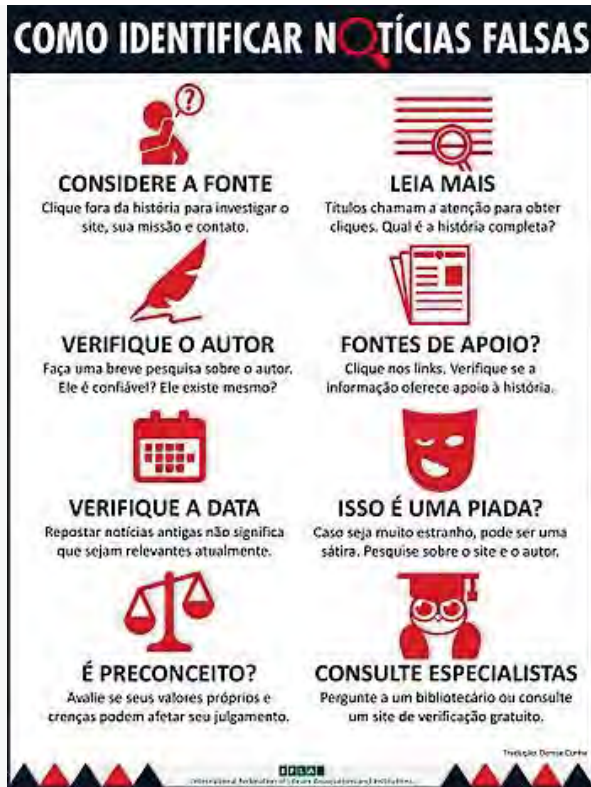 COMO IDENTIFICAR NOTÍCIAS FALSAS
CONSIDERE A FONTE
Clique fora da história para investigar o
site, sua missão e contato.
LEIA MAIS
Títulos chamam a atenção para obter
cliques. Qual é a história completa?
VERIFIQUE O AUTOR
Faça uma breve pesquisa sobre o autor.
Ele é confiável? Ele existe mesmo?
FONTES DE APOIO?
Clique nos links. Verifique se a
informação oferece apoio à história.
VERIFIQUE A DATA
Repostar notícias antigas não significa
que sejam relevantes atualmente.
ISSO É UMA PIADA?
Caso seja muito estranho, pode ser uma
sátira. Pesquise sobre o site e o autor.
É PRECONCEITO?
Avalie se seus valores próprios e
crenças podem afetar seu julgamento.
CONSULTE ESPECIALISTAS
Pergunte a um bibliotecário ou consulte
um site de verificação gratuito.
Tradução: Denise Cunha
IFLA
International Federation of Library Associations and Institutions